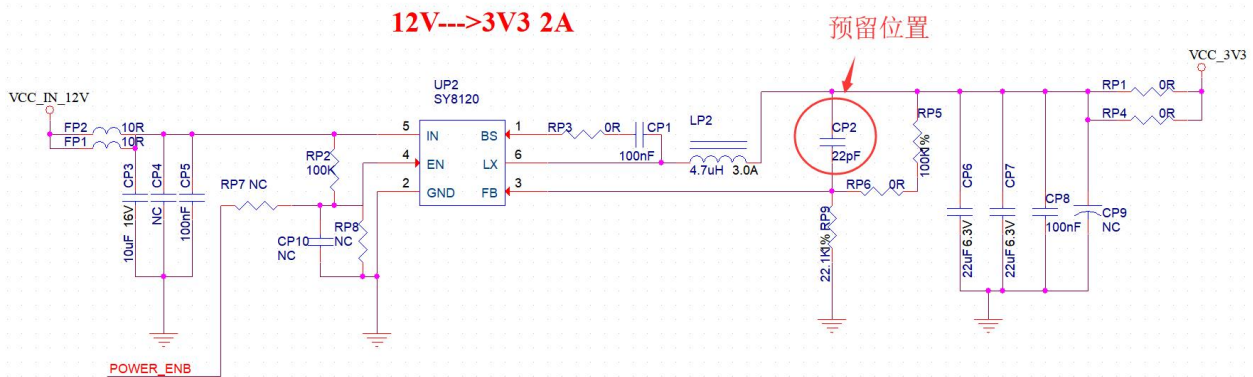 12V--->3V3 2A
预留位置
VCC_3V3
VCC_IN_12V
UP2
SY8120
RP1 0R
RP4 0R
FP2 10R
FP1 10R
5 IN BS 1
4 EN LX 6
2 GND FB 3
RP3 0R CP1
100nF
LP2
4.7uH 3.0A
CP2
22pF
RP5
100K1%
RP2
100K
RP6 0R
RP7 NC
CP3
10uF 16V
CP4
NC
CP5
100nF
CP10
NC
RP8
NC
RP9
22.1K1%
CP6
22uF 6.3V
CP7
22uF 6.3V
CP8
100nF
CP9
NC
POWER_ENB